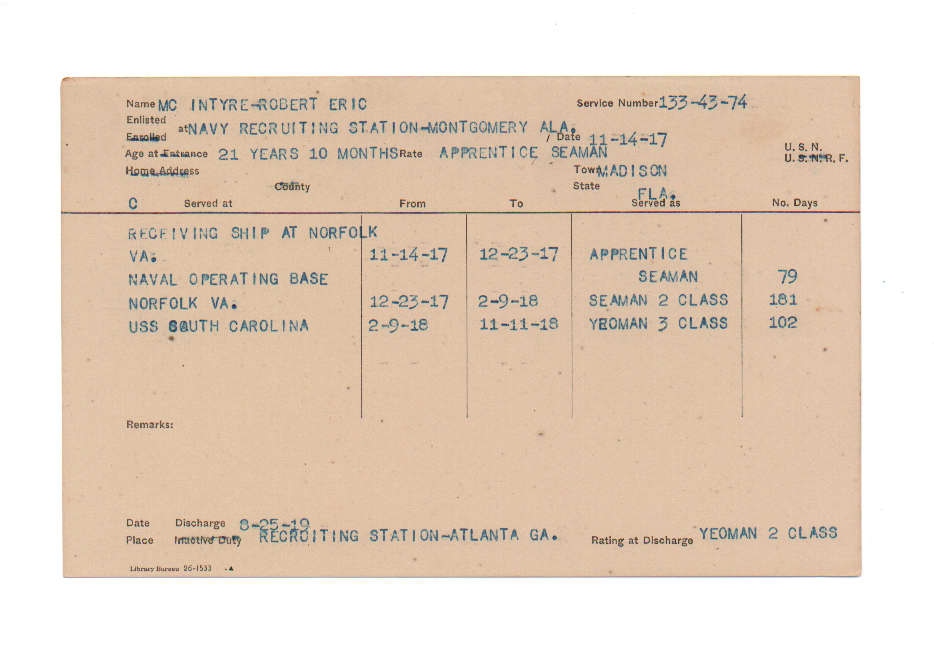 Name MC INTYRE-ROBERT ERIC Service Number 133-43-74
Enlisted
Enrolled at NAVY RECRUITING STATION-MONTGOMERY ALA. / Date 11-14-17
Age at Entrance 21 YEARS 10 MONTHS Rate APPRENTICE SEAMAN U. S. N.
U. S. N. R. F.
Home Address Town MADISON
County State FLA.
C Served at From To Served as No. Days
RECEIVING SHIP AT NORFOLK
VA. 11-14-17 12-23-17 APPRENTICE
NAVAL OPERATING BASE SEAMAN 79
NORFOLK VA. 12-23-17 2-9-18 SEAMAN 2 CLASS 181
USS SOUTH CAROLINA 2-9-18 11-11-18 YEOMAN 3 CLASS 102
Remarks:
Date Discharge 8-25-19
Place Inactive Duty RECRUITING STATION-ATLANTA GA. Rating at Discharge YEOMAN 2 CLASS
Library Bureau 26-1533